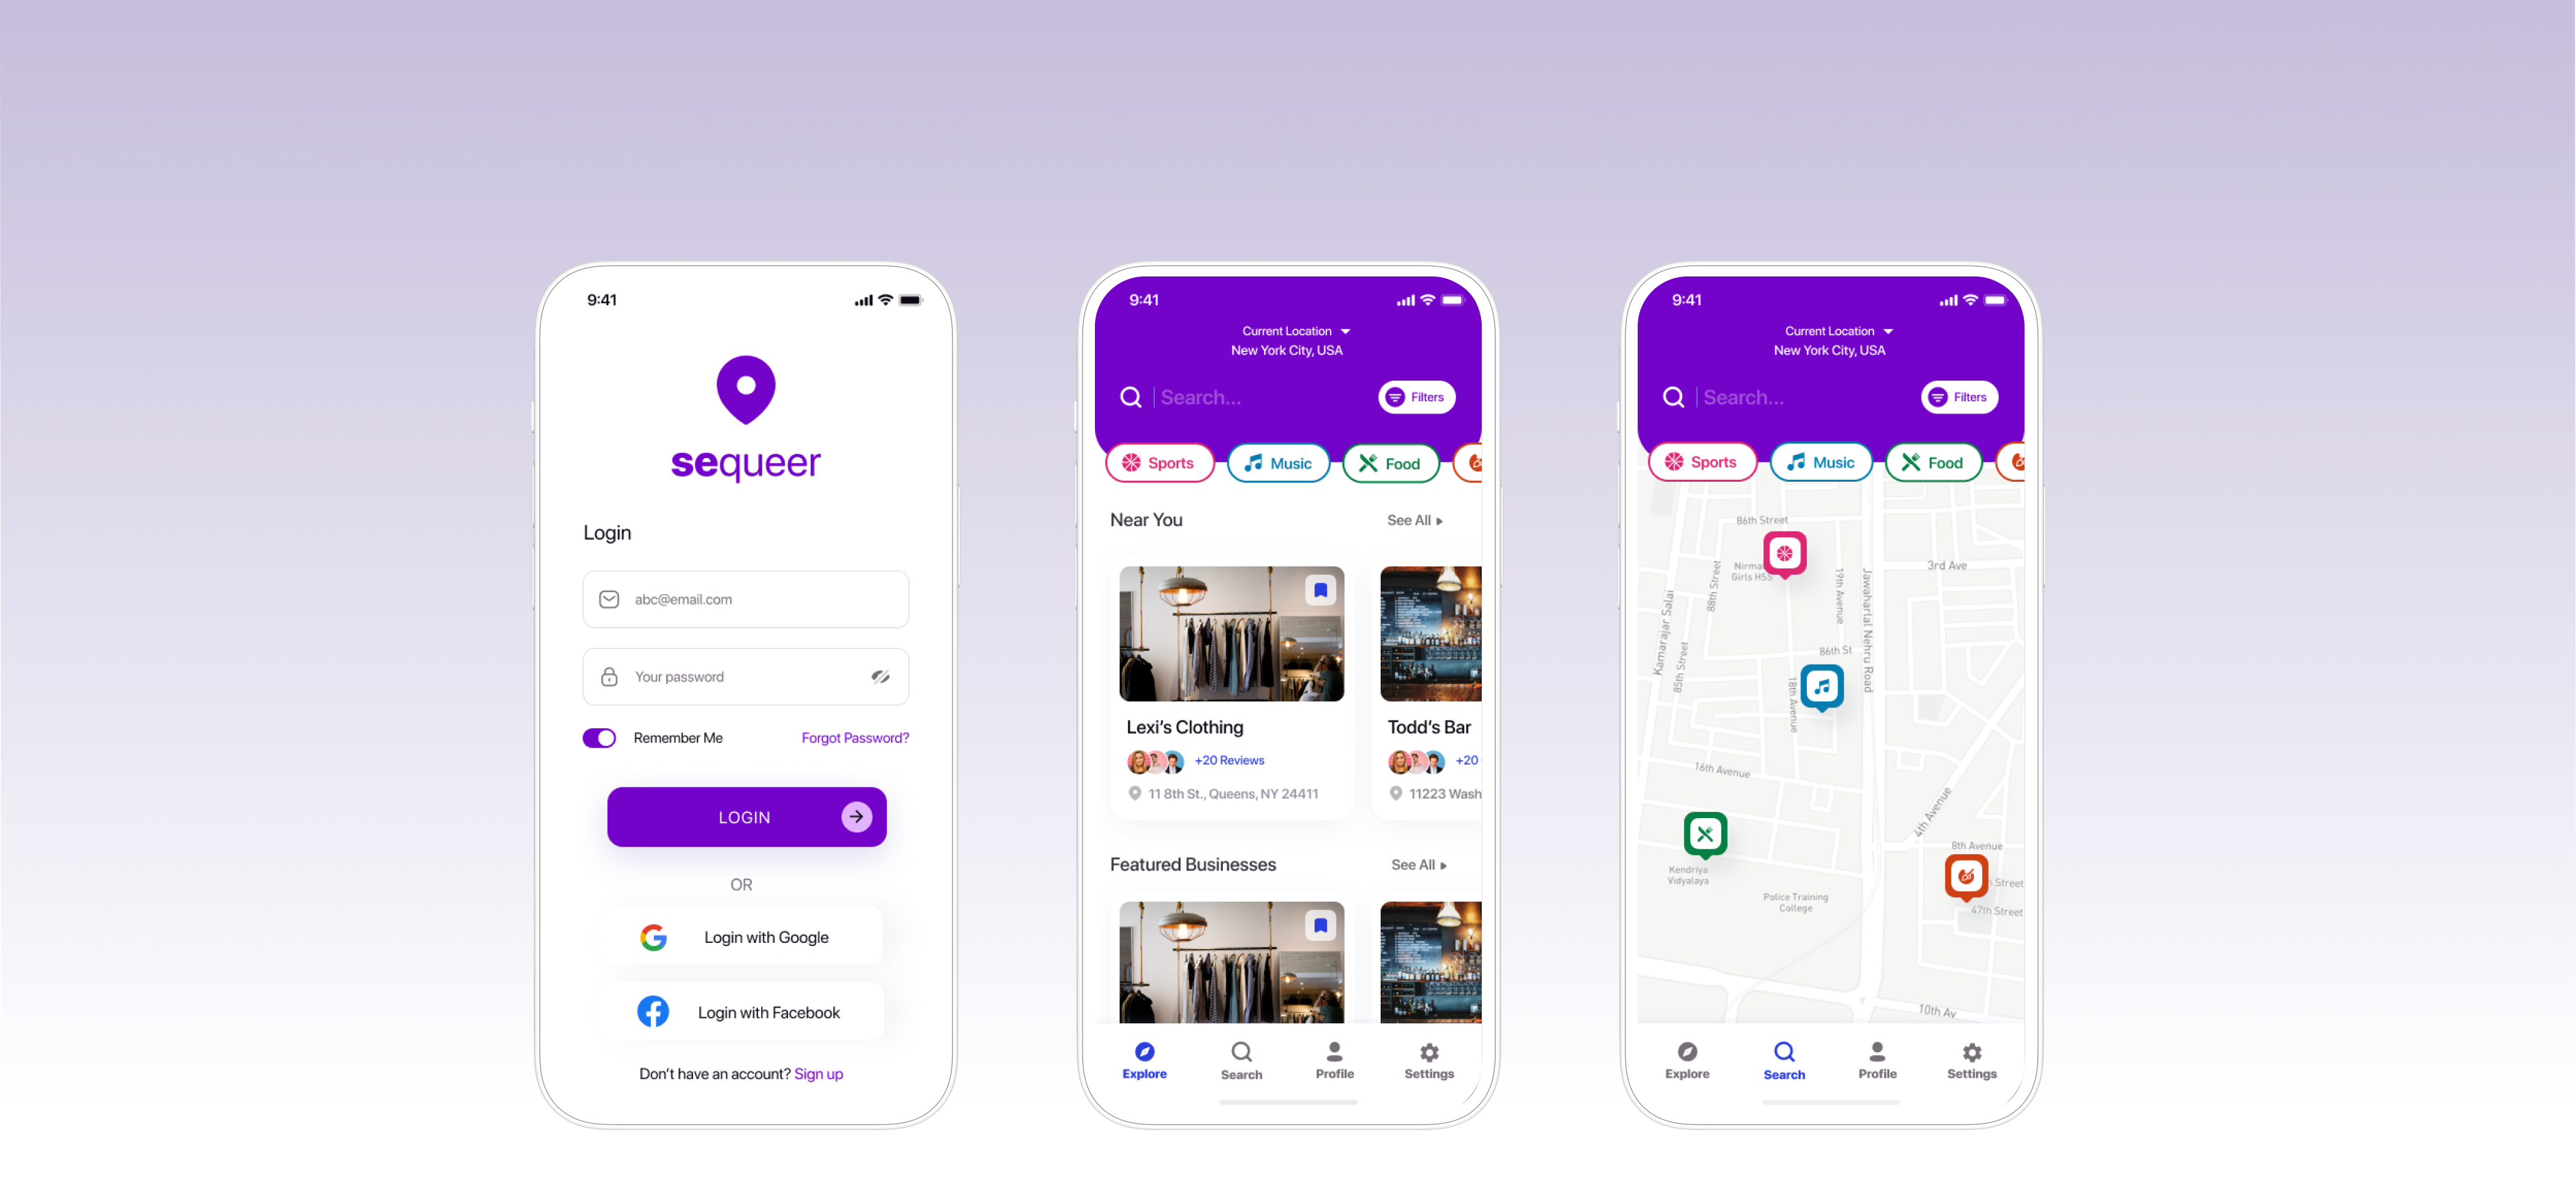 9:41
sequeer
Login
abc@email.com
Your password
Remember Me
Forgot Password?
LOGIN
OR
Login with Google
Login with Facebook
Don't have an account? Sign up
9:41
Current Location
New York City, USA
Search...
Filters
Sports
Music
Food
Near You
See All
Lexi's Clothing
+20 Reviews
11 8th St., Queens, NY 24411
Todd's Bar
+20
11223 Wash
Featured Businesses
See All
Explore
Search
Profile
Settings
9:41
Current Location
New York City, USA
Search...
Filters
Sports
Music
Food
86th Street
Girls HSS
88th Street
19th Avenue
3rd Ave
Kamarajar Salai
85th Street
Jawaharlal Nehru Road
86th St
18th Avenue
16th Avenue
4th Avenue
8th Avenue
Kendriya
Vidyalaya
Police Training
College
Street
47th Street
10th Av
Explore
Search
Profile
Settings